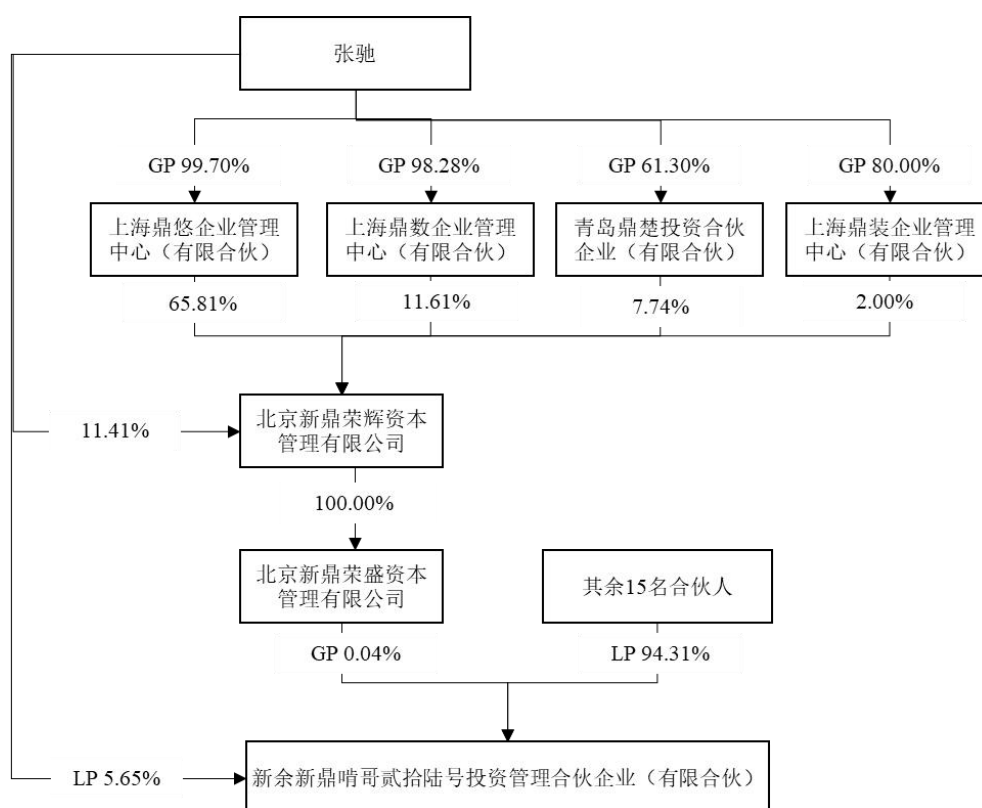 张驰
GP 99.70%
GP 98.28%
GP 61.30%
GP 80.00%
上海鼎悠企业管理
中心（有限合伙）
上海鼎数企业管理
中心（有限合伙）
青岛鼎楚投资合伙
企业（有限合伙）
上海鼎装企业管理
中心（有限合伙）
65.81%
11.61%
7.74%
2.00%
北京新鼎荣辉资本
管理有限公司
11.41%
100.00%
北京新鼎荣盛资本
管理有限公司
其余15名合伙人
GP 0.04%
LP 94.31%
新余新鼎啃哥贰拾陆号投资管理合伙企业（有限合伙）
LP 5.65%